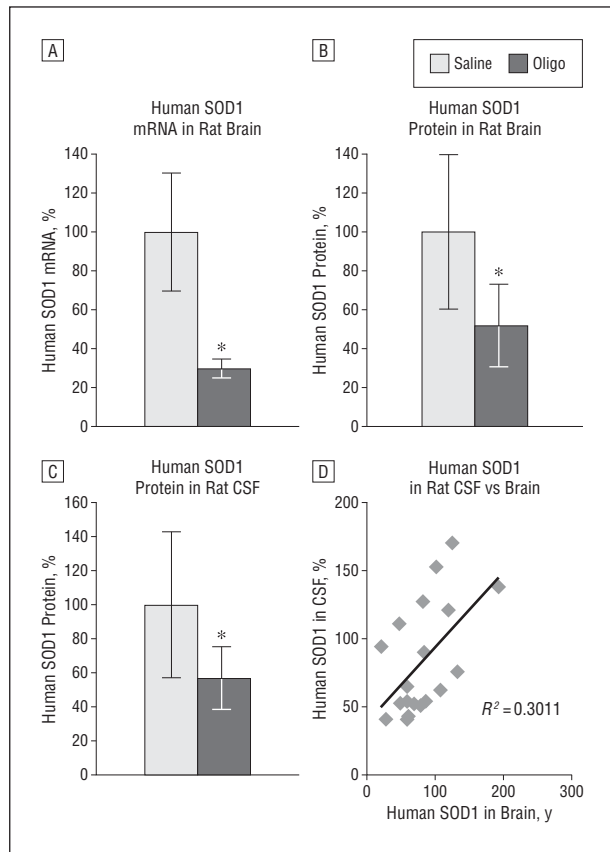 A
B
Saline Oligo
Human SOD1
mRNA in Rat Brain
Human SOD1
Protein in Rat Brain
140
120
100
80
60
40
20
0
Human SOD1 mRNA, %
*
140
120
100
80
60
40
20
0
Human SOD1 Protein, %
*
C
Human SOD1
Protein in Rat CSF
D
Human SOD1
in Rat CSF vs Brain
160
140
120
100
80
60
40
20
0
Human SOD1 Protein, %
*
200
150
100
50
0
Human SOD1 in CSF, %
R² = 0.3011
0 100 200 300
Human SOD1 in Brain, y